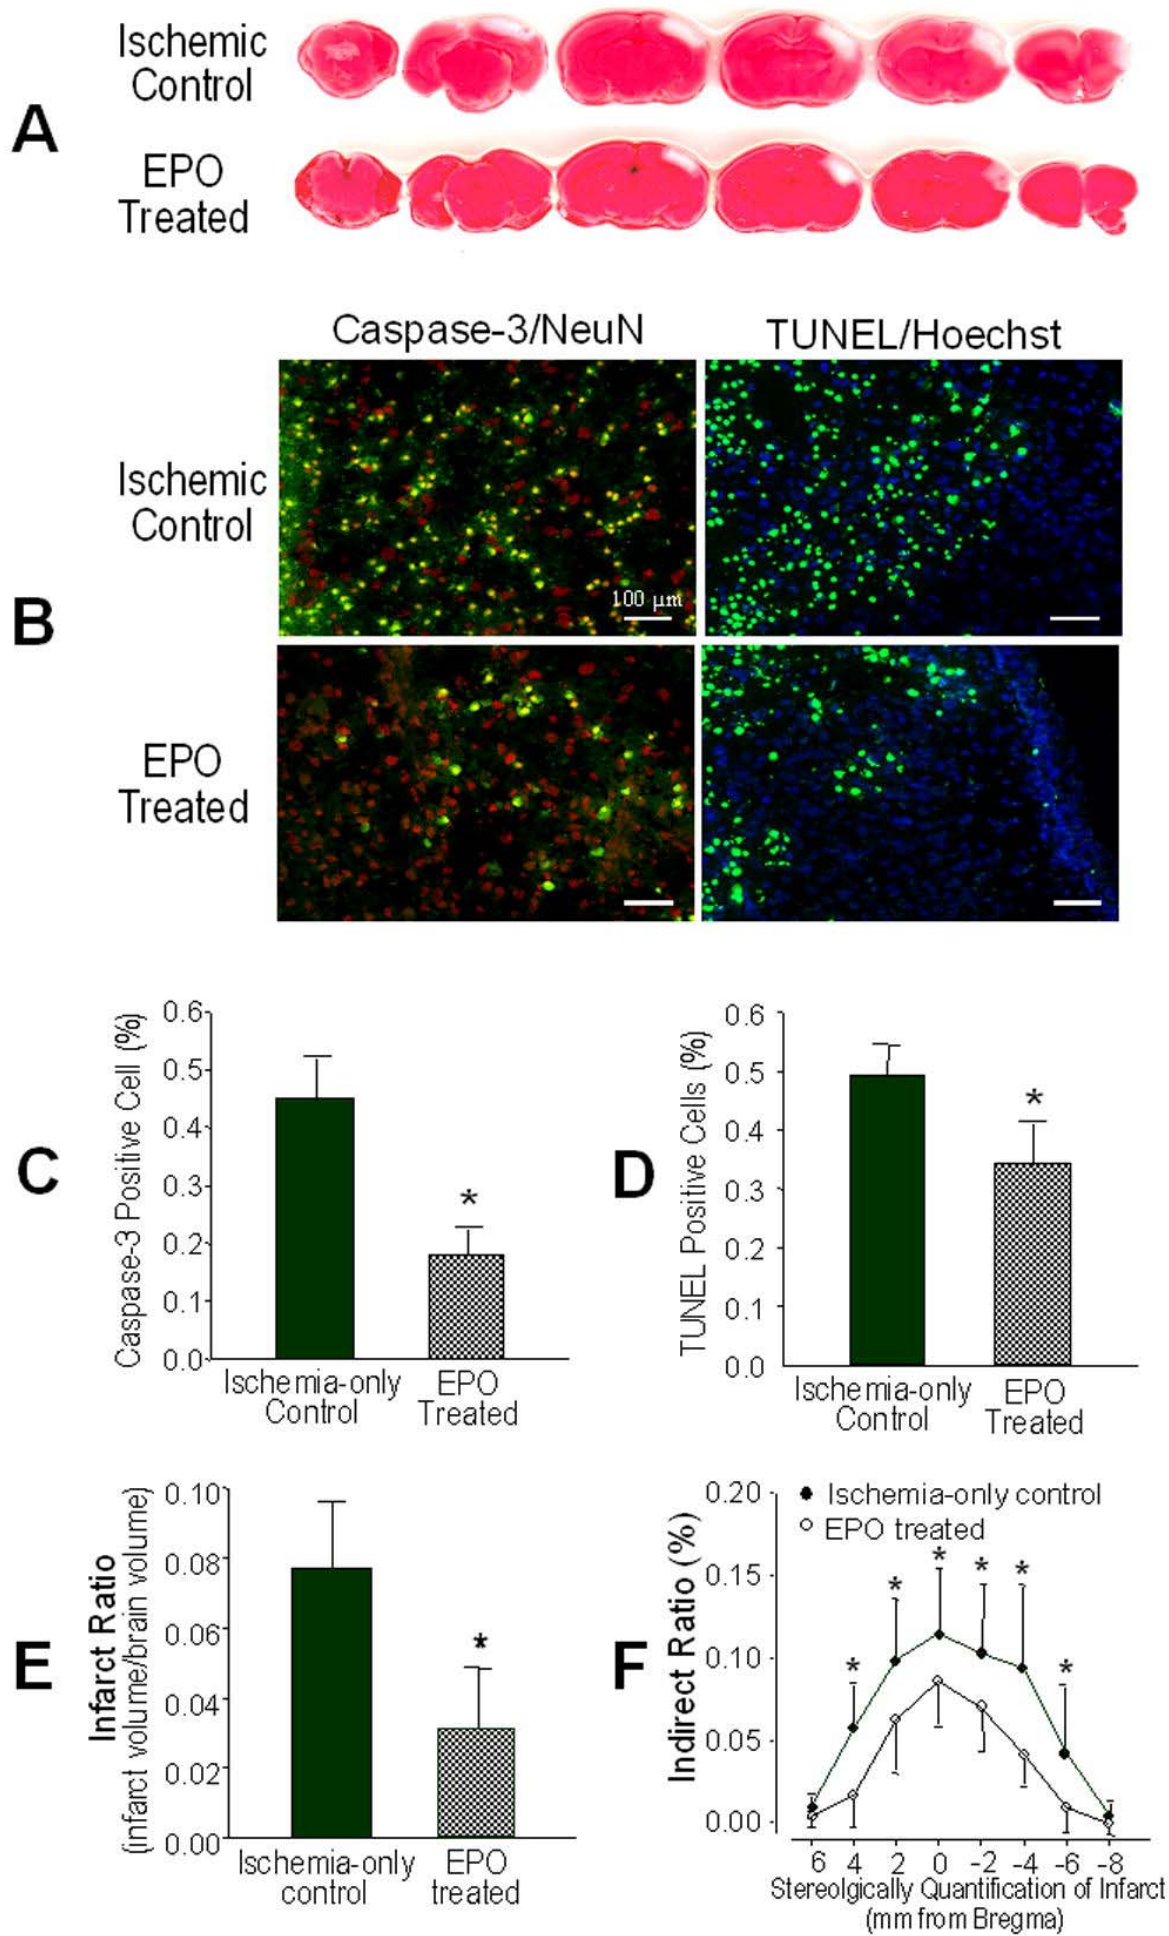 A
Ischemic
Control
EPO
Treated
B
Caspase-3/NeuN
TUNEL/Hoechst
Ischemic
Control
100 µm
EPO
Treated
C
Caspase-3 Positive Cell (%)
0.6
0.5
0.4
0.3
0.2
0.1
0.0
*
Ischemia-only
Control
EPO
Treated
D
TUNEL Positive Cells (%)
0.6
0.5
0.4
0.3
0.2
0.1
0.0
*
Ischemia-only
Control
EPO
Treated
E
Infarct Ratio
(infarct volume/brain volume)
0.10
0.08
0.06
0.04
0.02
0.00
*
Ischemia-only
control
EPO
treated
F
Indirect Ratio (%)
0.20
0.15
0.10
0.05
0.00
Ischemia-only control
EPO treated
* * * * * *
6 4 2 0 -2 -4 -6 -8
Stereolgically Quantification of Infarct
(mm from Bregma)